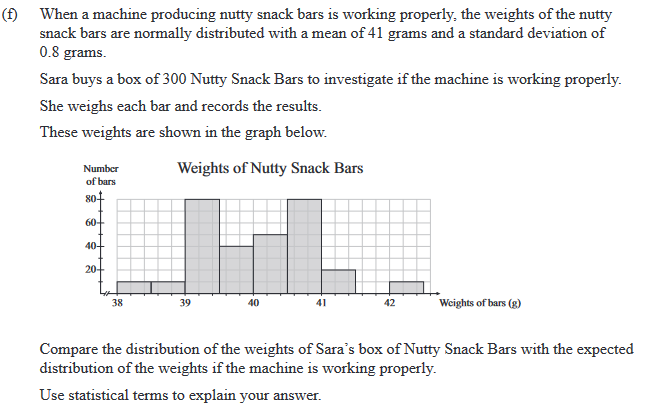 (f) When a machine producing nutty snack bars is working properly, the weights of the nutty
snack bars are normally distributed with a mean of 41 grams and a standard deviation of
0.8 grams.
Sara buys a box of 300 Nutty Snack Bars to investigate if the machine is working properly.
She weighs each bar and records the results.
These weights are shown in the graph below.
Weights of Nutty Snack Bars
Number
of bars
80
60
40
20
38 39 40 41 42 Weights of bars (g)
Compare the distribution of the weights of Sara's box of Nutty Snack Bars with the expected
distribution of the weights if the machine is working properly.
Use statistical terms to explain your answer.